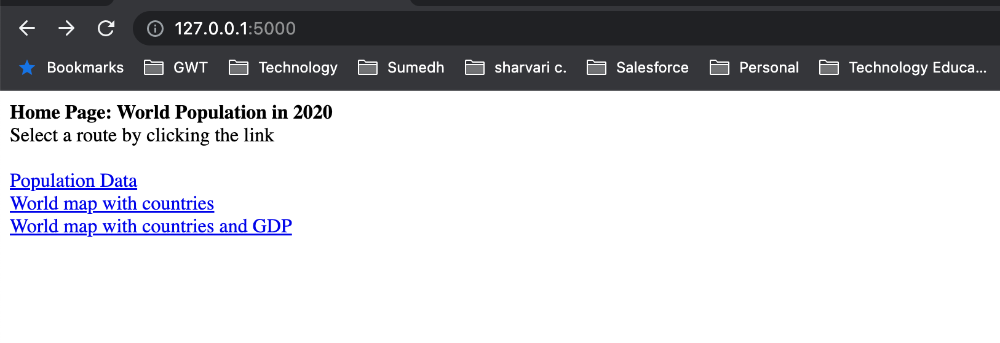 127.0.0.1:5000
Bookmarks GWT Technology Sumedh sharvari c. Salesforce Personal Technology Educa...
Home Page: World Population in 2020
Select a route by clicking the link
Population Data
World map with countries
World map with countries and GDP